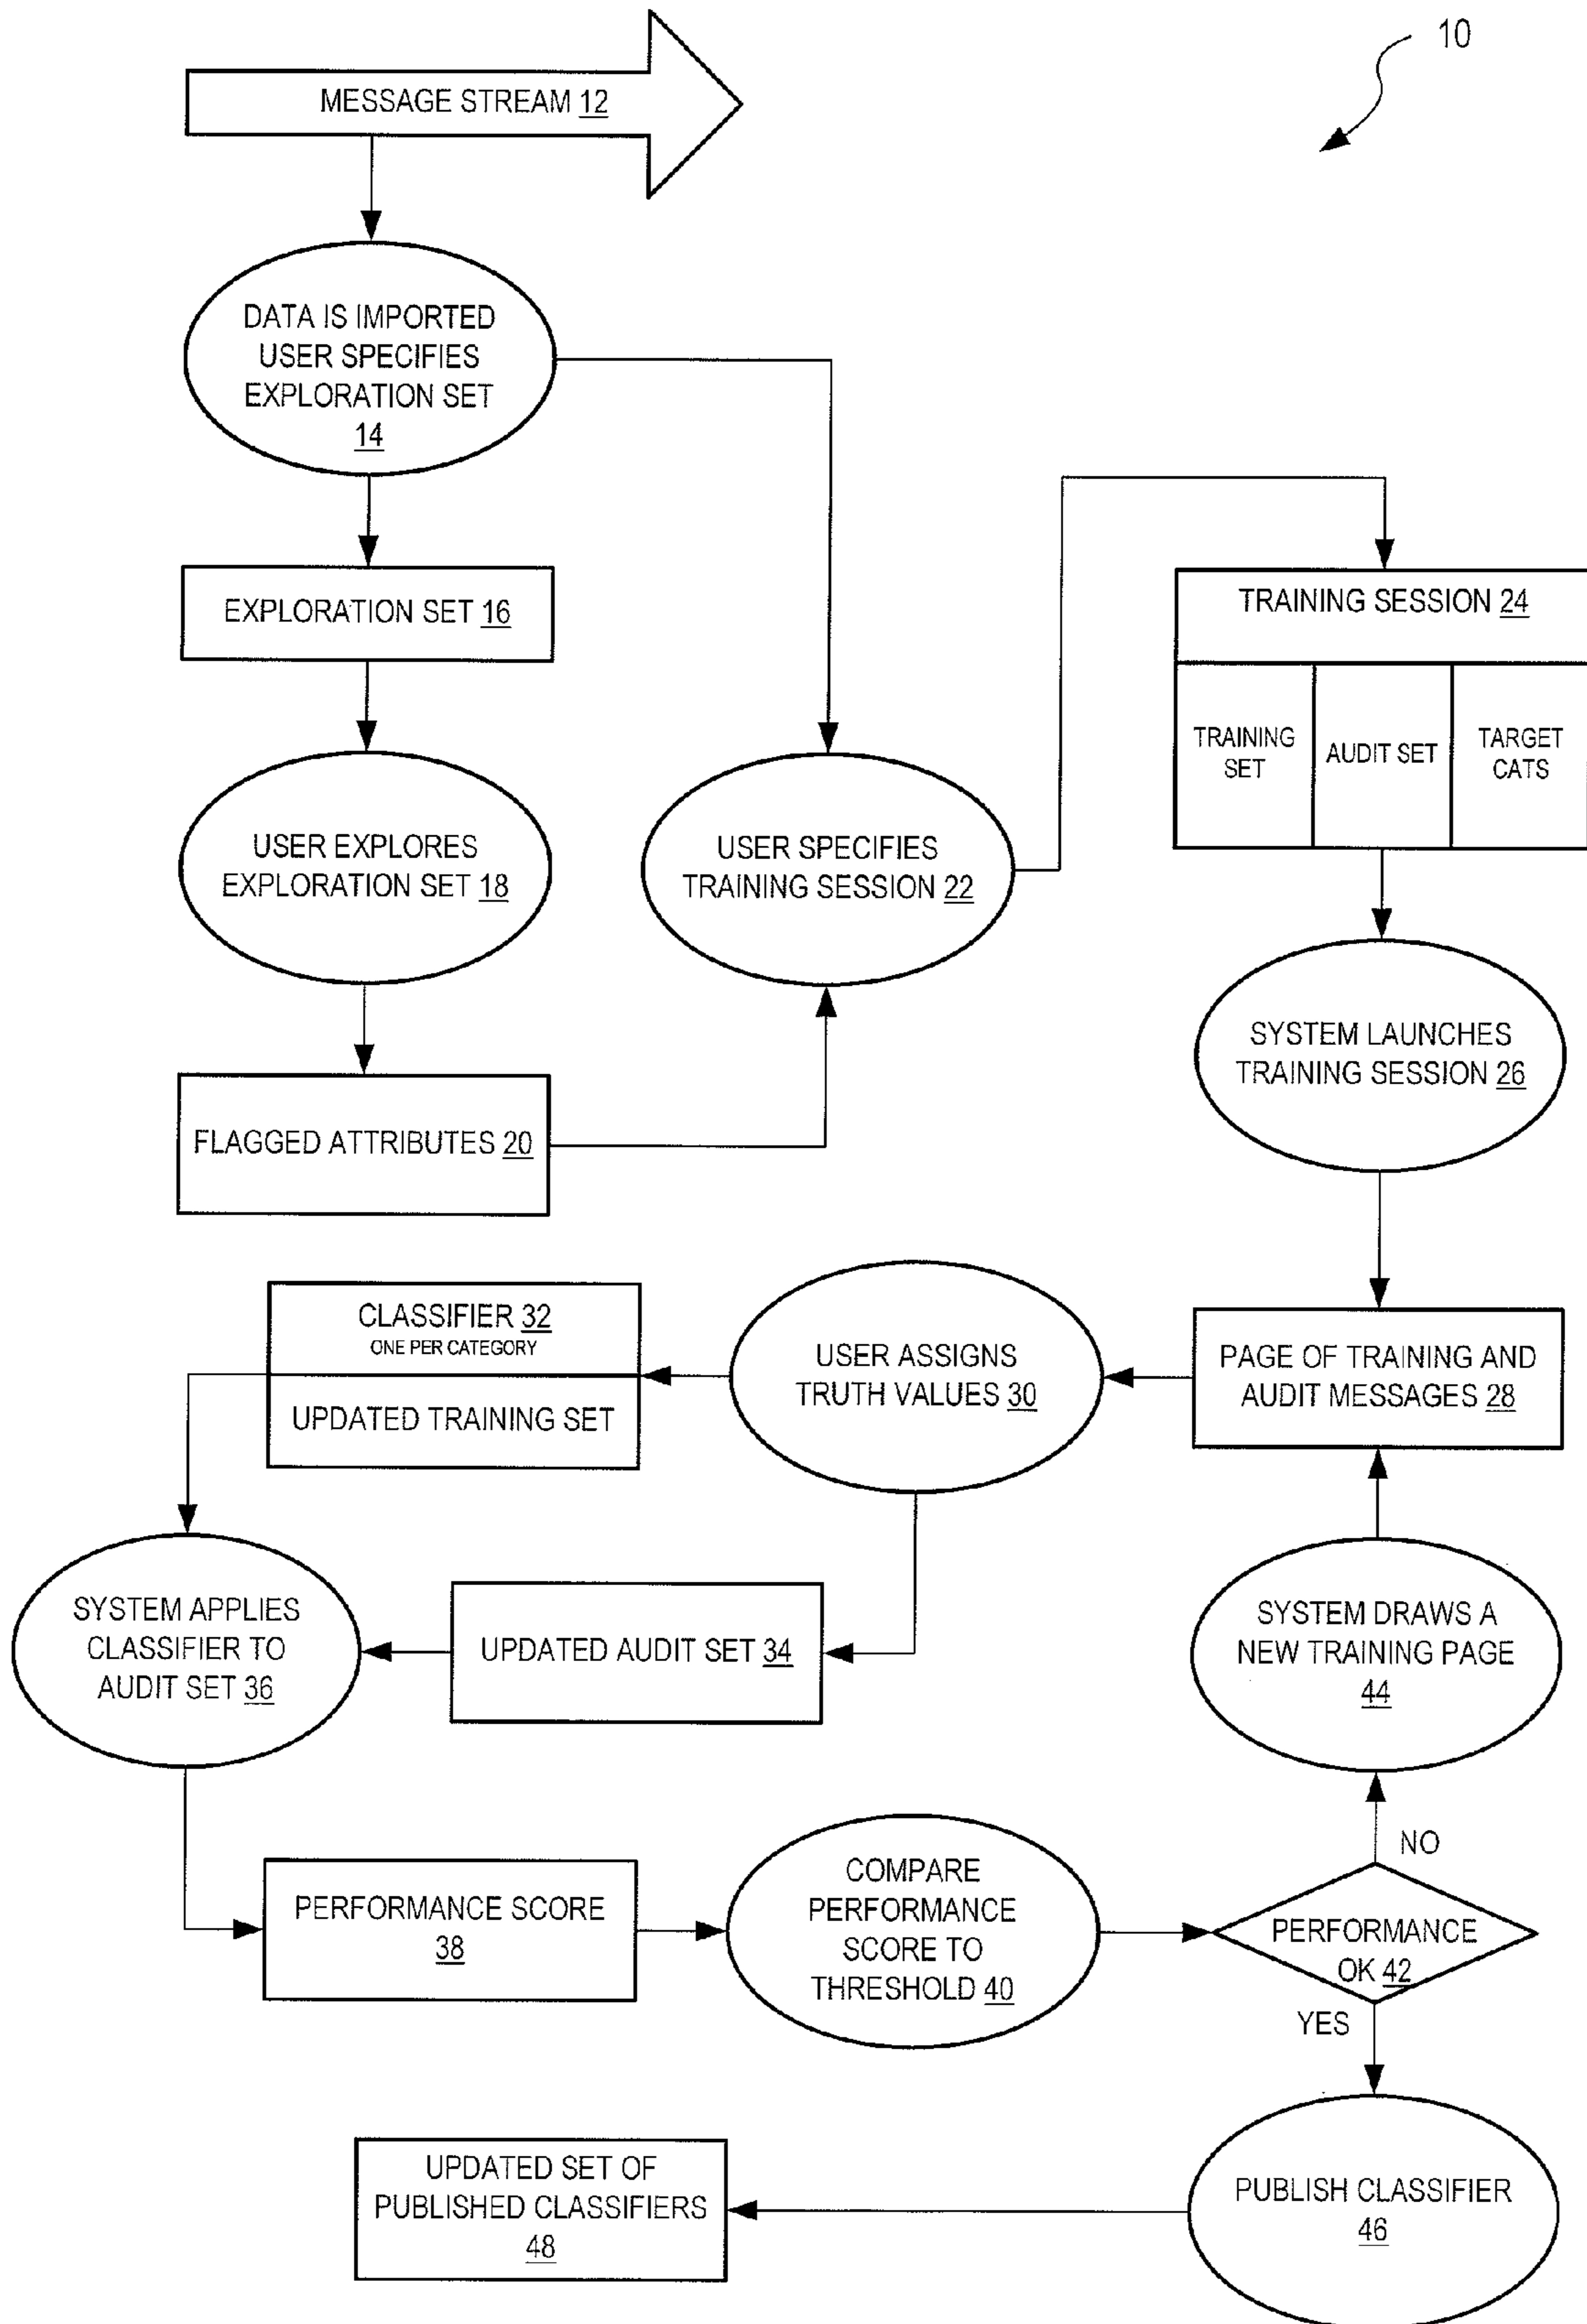 10
MESSAGE STREAM 12
DATA IS IMPORTED
USER SPECIFIES
EXPLORATION SET
14
EXPLORATION SET 16
USER EXPLORES
EXPLORATION SET 18
FLAGGED ATTRIBUTES 20
USER SPECIFIES
TRAINING SESSION 22
TRAINING SESSION 24
TRAINING
SET
AUDIT SET
TARGET
CATS
SYSTEM LAUNCHES
TRAINING SESSION 26
PAGE OF TRAINING AND
AUDIT MESSAGES 28
USER ASSIGNS
TRUTH VALUES 30
CLASSIFIER 32
ONE PER CATEGORY
UPDATED TRAINING SET
UPDATED AUDIT SET 34
SYSTEM APPLIES
CLASSIFIER TO
AUDIT SET 36
PERFORMANCE SCORE
38
COMPARE
PERFORMANCE
SCORE TO
THRESHOLD 40
PERFORMANCE
OK 42
NO
SYSTEM DRAWS A
NEW TRAINING PAGE
44
YES
PUBLISH CLASSIFIER
46
UPDATED SET OF
PUBLISHED CLASSIFIERS
48